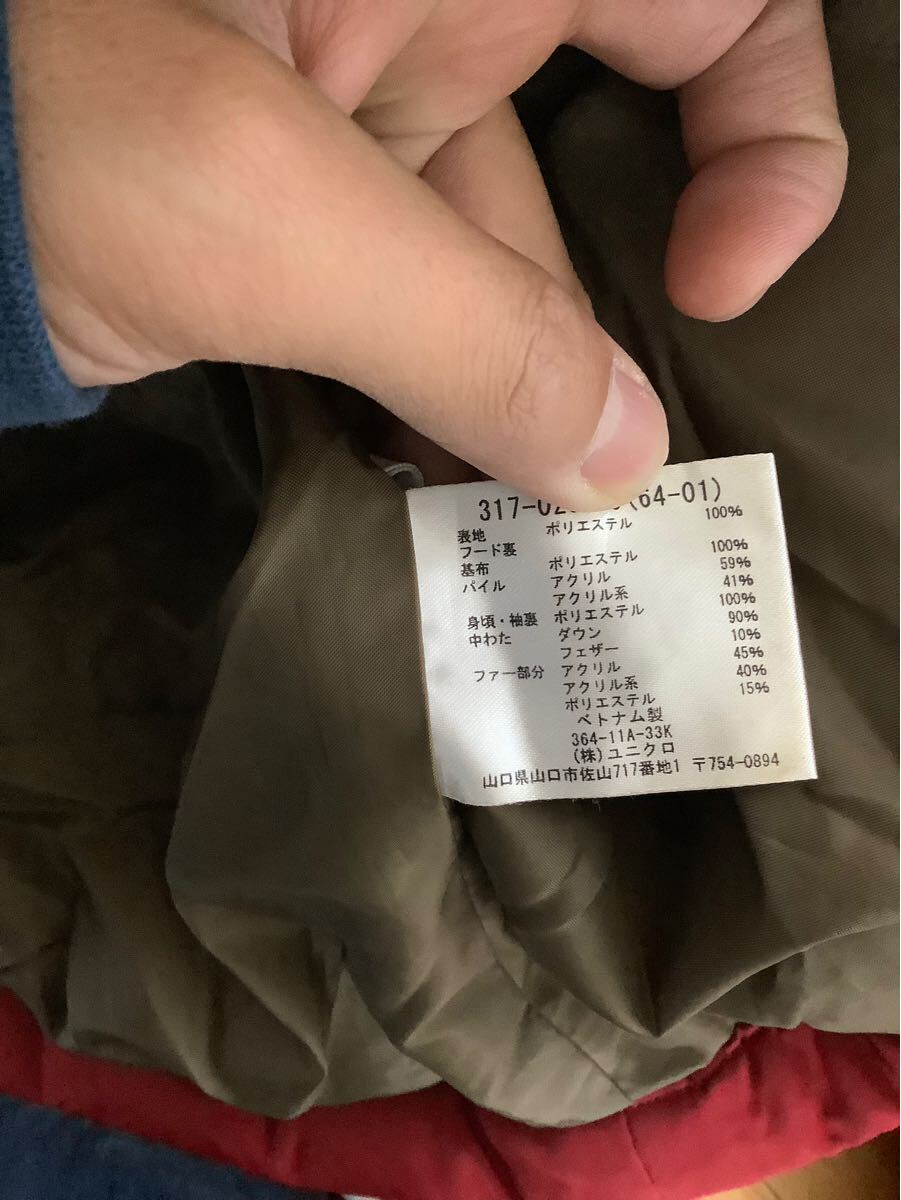 (64-01)
表地 ポリエステル 100%
フード裏
基布 ポリエステル 100%
パイル アクリル 59%
アクリル系 41%
身頃・袖裏 ポリエステル 100%
中わた ダウン 90%
フェザー 10%
ファー部分 アクリル 45%
アクリル系 40%
ポリエステル 15%
ベトナム製
364-11A-33K
(株)ユニクロ
山口県山口市佐山717番地1 〒754-0894